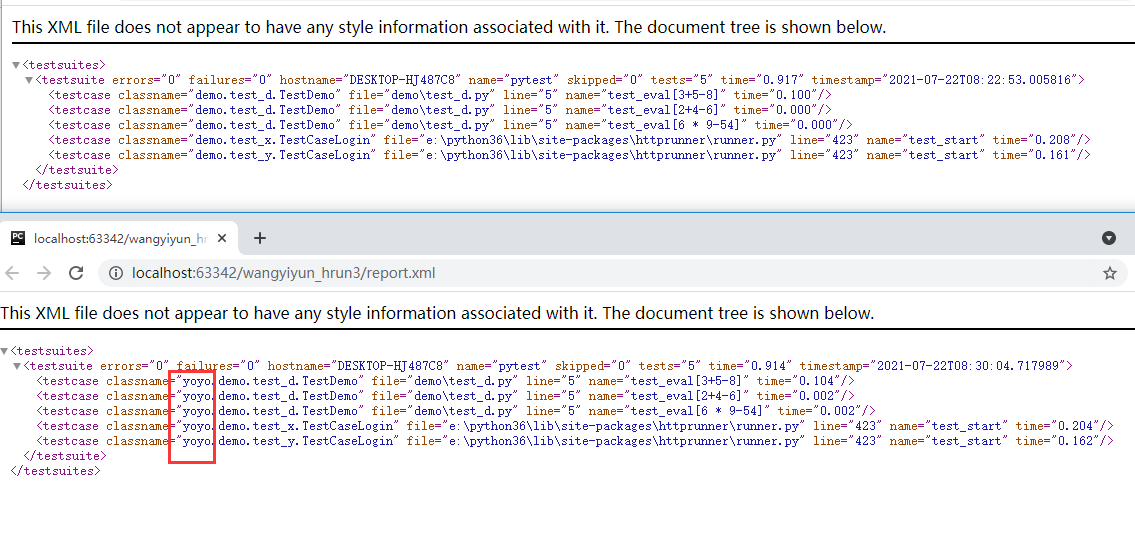 This XML file does not appear to have any style information associated with it. The document tree is shown below.
▼<testsuites>
▼<testsuite errors="0" failures="0" hostname="DESKTOP-HJ487C8" name="pytest" skipped="0" tests="5" time="0.917" timestamp="2021-07-22T08:22:53.005816">
<testcase classname="demo.test_d.TestDemo" file="demo\test_d.py" line="5" name="test_eval[3+5-8]" time="0.100"/>
<testcase classname="demo.test_d.TestDemo" file="demo\test_d.py" line="5" name="test_eval[2+4-6]" time="0.000"/>
<testcase classname="demo.test_d.TestDemo" file="demo\test_d.py" line="5" name="test_eval[6 * 9-54]" time="0.000"/>
<testcase classname="demo.test_x.TestCaseLogin" file="e:\python36\lib\site-packages\httprunner\runner.py" line="423" name="test_start" time="0.208"/>
<testcase classname="demo.test_y.TestCaseLogin" file="e:\python36\lib\site-packages\httprunner\runner.py" line="423" name="test_start" time="0.161"/>
</testsuite>
</testsuites>
PC localhost:63342/wangyiyun_hr
localhost:63342/wangyiyun_hrun3/report.xml
This XML file does not appear to have any style information associated with it. The document tree is shown below.
▼<testsuites>
▼<testsuite errors="0" failures="0" hostname="DESKTOP-HJ487C8" name="pytest" skipped="0" tests="5" time="0.914" timestamp="2021-07-22T08:30:04.717989">
<testcase classname="yoyo.demo.test_d.TestDemo" file="demo\test_d.py" line="5" name="test_eval[3+5-8]" time="0.104"/>
<testcase classname="yoyo.demo.test_d.TestDemo" file="demo\test_d.py" line="5" name="test_eval[2+4-6]" time="0.002"/>
<testcase classname="yoyo.demo.test_d.TestDemo" file="demo\test_d.py" line="5" name="test_eval[6 * 9-54]" time="0.002"/>
<testcase classname="yoyo.demo.test_x.TestCaseLogin" file="e:\python36\lib\site-packages\httprunner\runner.py" line="423" name="test_start" time="0.204"/>
<testcase classname="yoyo.demo.test_y.TestCaseLogin" file="e:\python36\lib\site-packages\httprunner\runner.py" line="423" name="test_start" time="0.162"/>
</testsuite>
</testsuites>